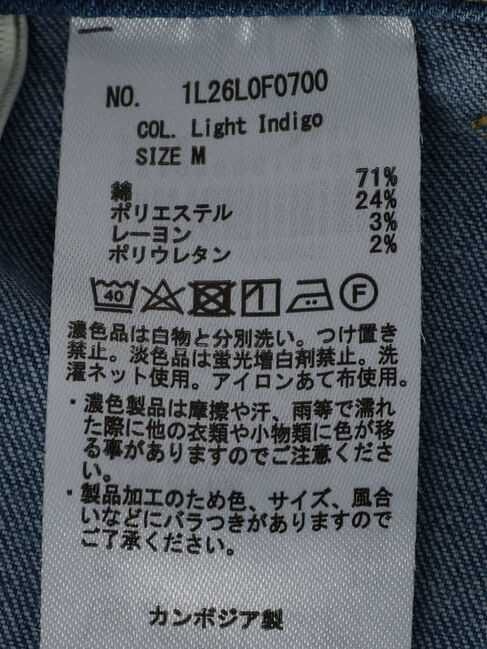 NO. 1L26L0F0700
COL. Light Indigo
SIZE M
綿 71%
ポリエステル 24%
レーヨン 3%
ポリウレタン 2%
40 F
濃色品は白物と分別洗い。つけ置き
禁止。淡色品は蛍光増白剤禁止。洗
濯ネット使用。アイロンあて布使用。
・濃色製品は摩擦や汗、雨等で濡れ
た際に他の衣類や小物類に色が移
る事がありますのでご注意くださ
い。
・製品加工のため色、サイズ、風合
いなどにバラつきがありますので
ご了承ください。
カンボジア製